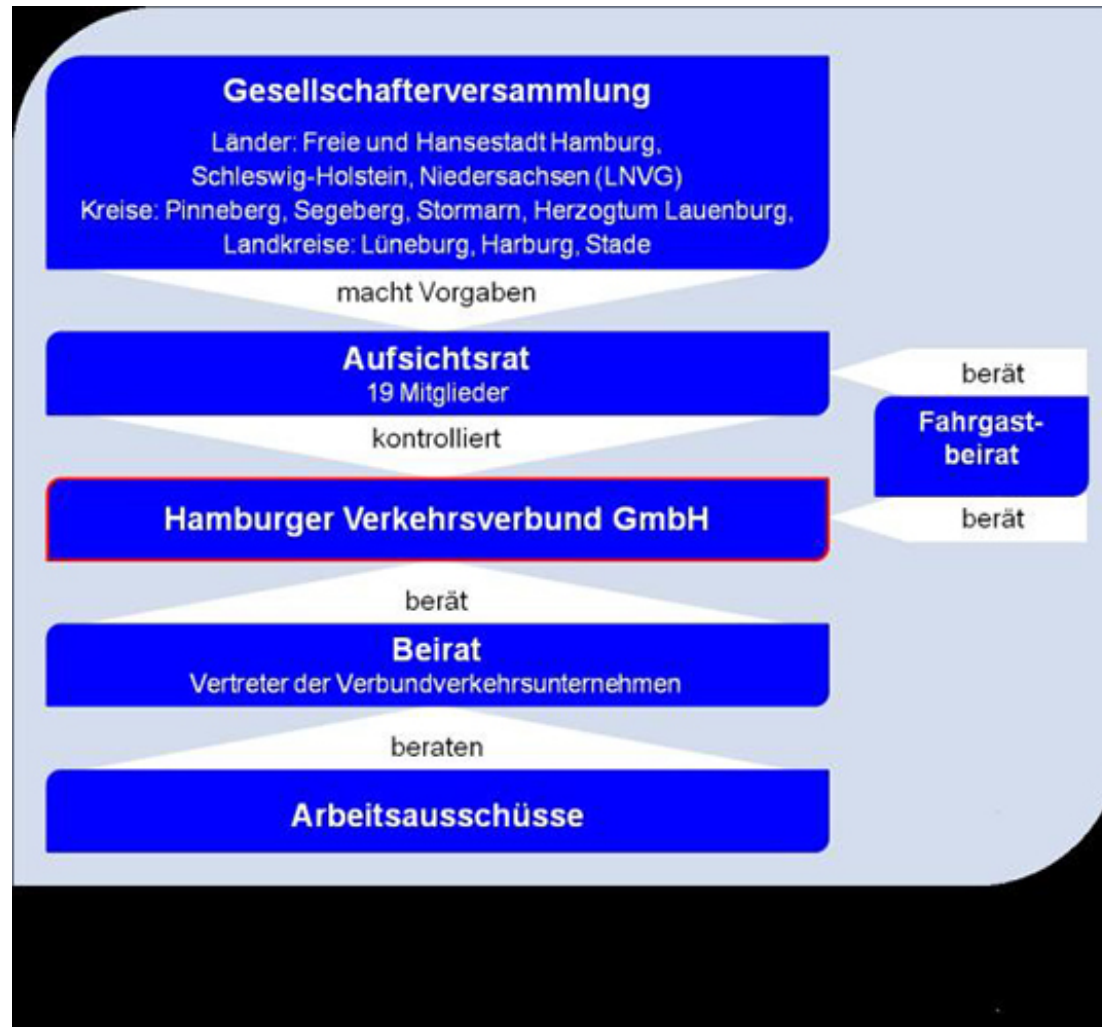 Gesellschafterversammlung
Länder: Freie und Hansestadt Hamburg,
Schleswig-Holstein, Niedersachsen (LNVG)
Kreise: Pinneberg, Segeberg, Stormarn, Herzogtum Lauenburg,
Landkreise: Lüneburg, Harburg, Stade
macht Vorgaben
Aufsichtsrat
19 Mitglieder
kontrolliert
berät
Fahrgast-
beirat
berät
Hamburger Verkehrsverbund GmbH
berät
Beirat
Vertreter der Verbundverkehrsunternehmen
beraten
Arbeitsausschüsse